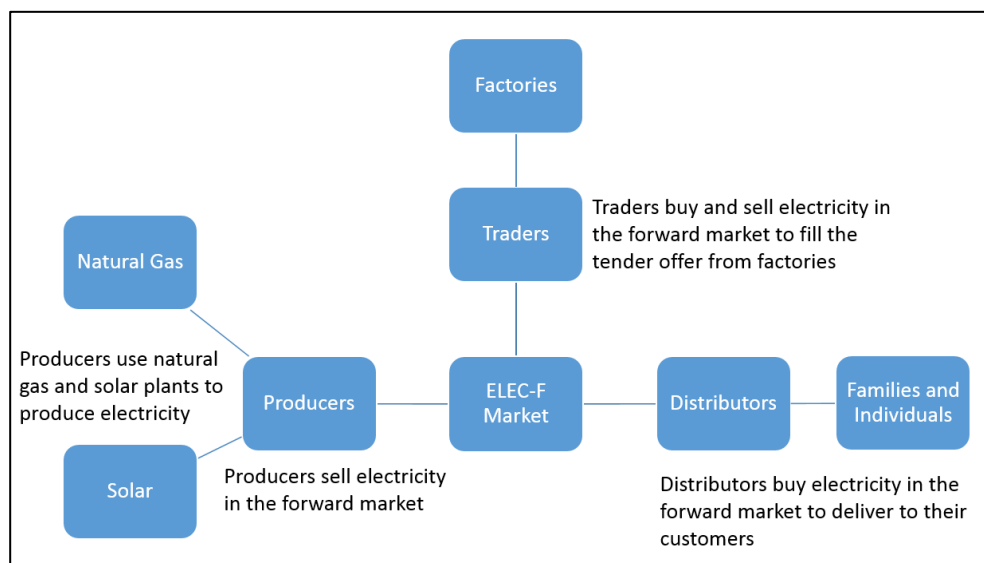 Factories
Traders
Traders buy and sell electricity in
the forward market to fill the
tender offer from factories
Natural Gas
Producers use natural
gas and solar plants to
produce electricity
Producers
ELEC-F
Market
Distributors
Families and
Individuals
Solar
Producers sell electricity
in the forward market
Distributors buy electricity in the
forward market to deliver to their
customers